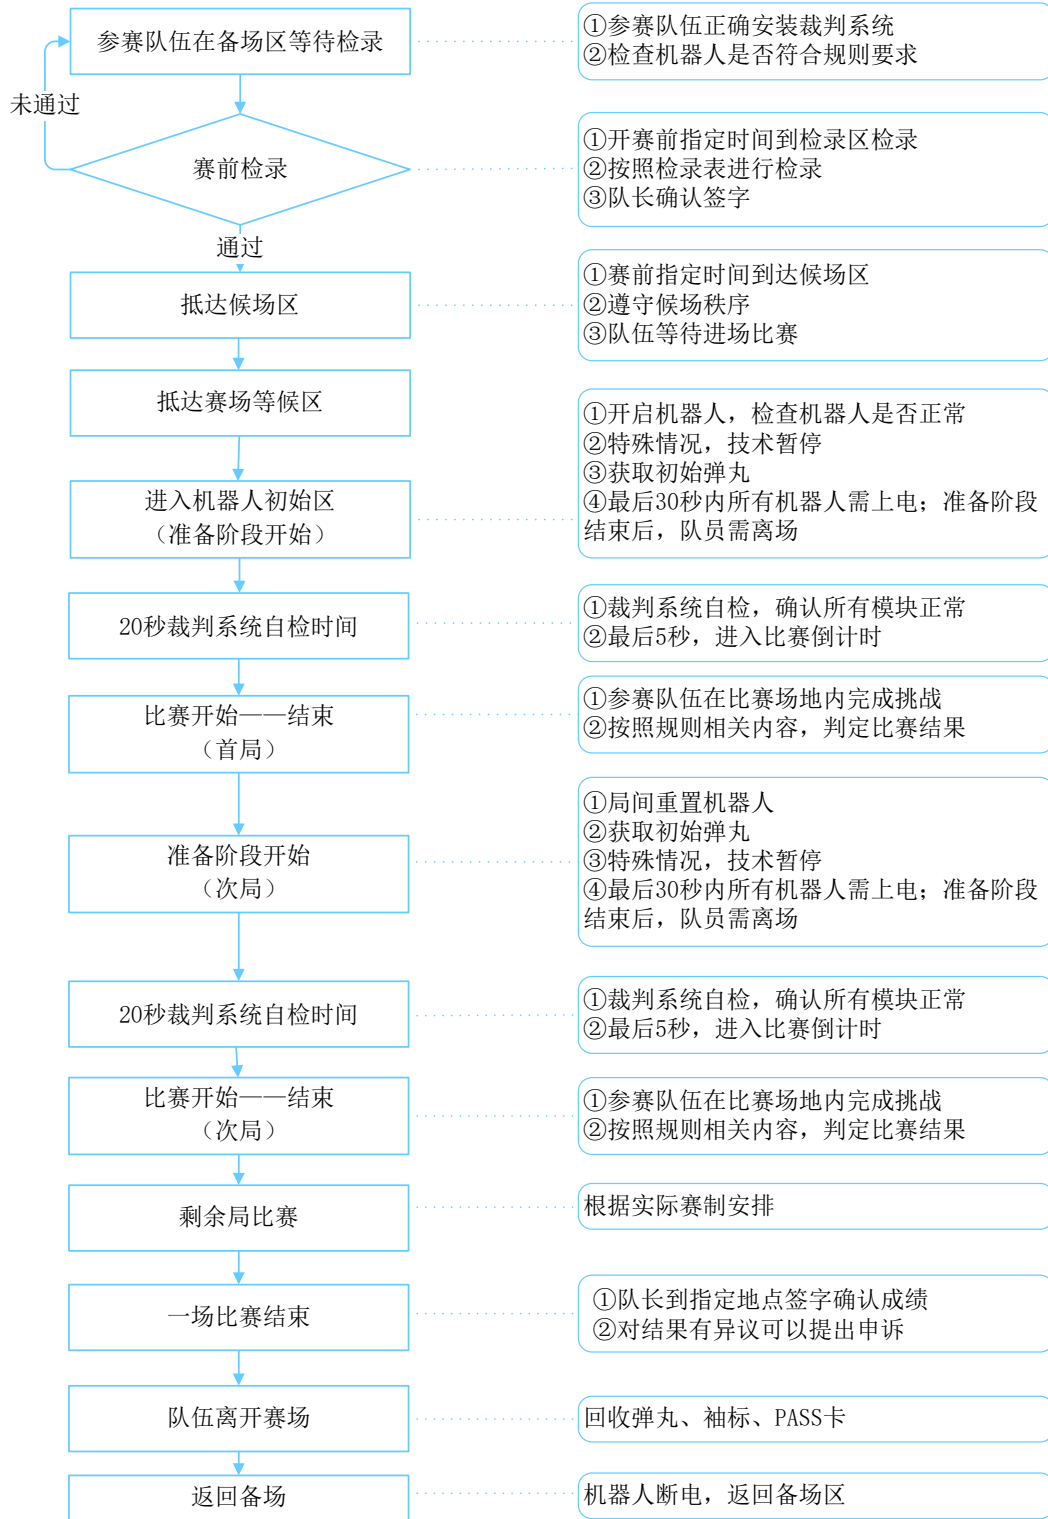 参赛队伍在备场区等待检录
①参赛队伍正确安装裁判系统
②检查机器人是否符合规则要求
未通过
赛前检录
①开赛前指定时间到检录区检录
②按照检录表进行检录
③队长确认签字
通过
抵达候场区
①赛前指定时间到达候场区
②遵守候场秩序
③队伍等待进场比赛
抵达赛场等候区
进入机器人初始区
（准备阶段开始）
①开启机器人，检查机器人是否正常
②特殊情况，技术暂停
③获取初始弹丸
④最后30秒内所有机器人需上电；准备阶段
结束后，队员需离场
20秒裁判系统自检时间
①裁判系统自检，确认所有模块正常
②最后5秒，进入比赛倒计时
比赛开始——结束
（首局）
①参赛队伍在比赛场地内完成挑战
②按照规则相关内容，判定比赛结果
准备阶段开始
（次局）
①局间重置机器人
②获取初始弹丸
③特殊情况，技术暂停
④最后30秒内所有机器人需上电；准备阶段
结束后，队员需离场
20秒裁判系统自检时间
①裁判系统自检，确认所有模块正常
②最后5秒，进入比赛倒计时
比赛开始——结束
（次局）
①参赛队伍在比赛场地内完成挑战
②按照规则相关内容，判定比赛结果
剩余局比赛
根据实际赛制安排
一场比赛结束
①队长到指定地点签字确认成绩
②对结果有异议可以提出申诉
队伍离开赛场
回收弹丸、袖标、PASS卡
返回备场
机器人断电，返回备场区